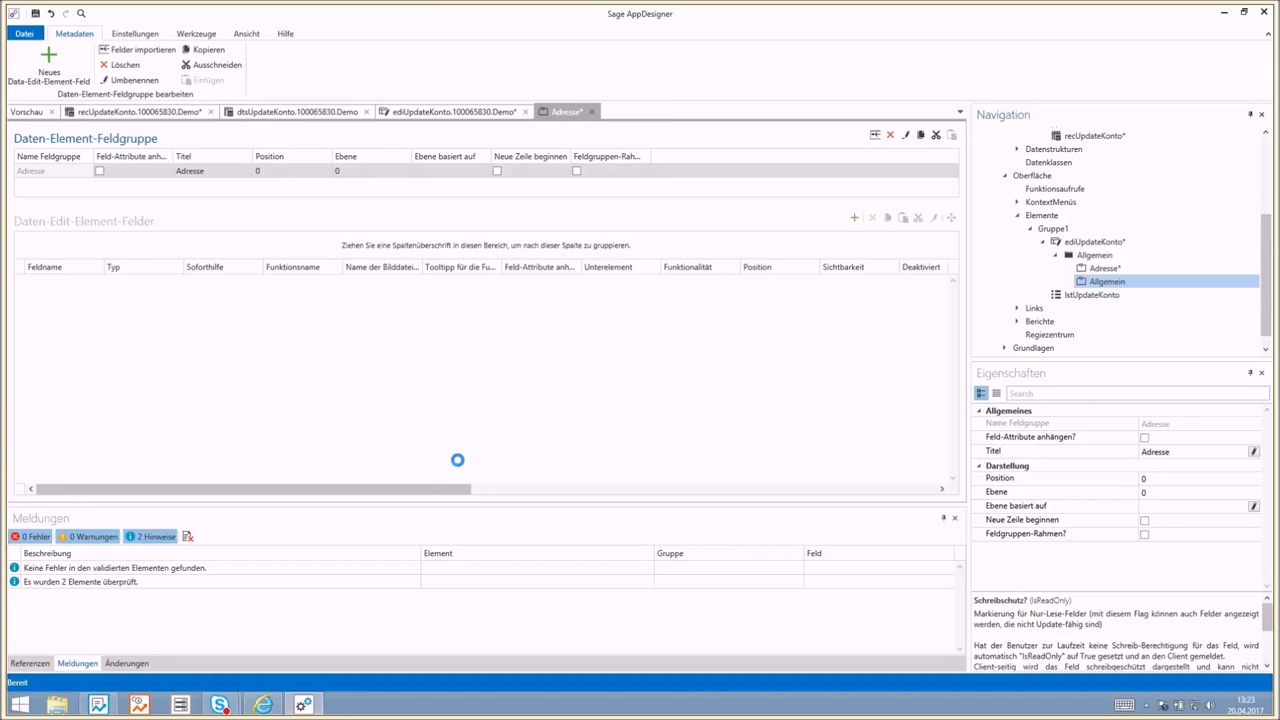 Sage AppDesigner
Datei Metadaten Einstellungen Werkzeuge Ansicht Hilfe
Neues
Data-Edit-Element-Feld
Felder importieren Kopieren
Löschen Ausschneiden
Umbenennen Einfügen
Daten-Element-Feldgruppe bearbeiten
Vorschau recUpdateKonto.100065830.Demo* dtsUpdateKonto.100065830.Demo ediUpdateKonto.100065830.Demo* Adresse*
Daten-Element-Feldgruppe
Name Feldgruppe Feld-Attribute anh... Titel Position Ebene Ebene basiert auf Neue Zeile beginnen Feldgruppen-Rah...
Adresse Adresse 0 0
Daten-Edit-Element-Felder
Ziehen Sie eine Spaltenüberschrift in diesen Bereich, um nach dieser Spalte zu gruppieren.
Feldname Typ Soforthilfe Funktionsname Name der Bilddatei... Tooltipp für die Fu... Feld-Attribute anh... Unterelement Funktionalität Position Sichtbarkeit Deaktiviert
Meldungen
0 Fehler 0 Warnungen 2 Hinweise
Beschreibung Element Gruppe Feld
Keine Fehler in den validierten Elementen gefunden.
Es wurden 2 Elemente überprüft.
Referenzen Meldungen Änderungen
Bereit
Navigation
recUpdateKonto*
Datenstrukturen
Datenklassen
Oberfläche
Funktionsaufrufe
KontextMenüs
Elemente
Gruppe1
ediUpdateKonto*
Allgemein
Adresse*
Allgemein
lstUpdateKonto
Links
Berichte
Regiezentrum
Grundlagen
Eigenschaften
Search
Allgemeines
Name Feldgruppe Adresse
Feld-Attribute anhängen?
Titel Adresse
Darstellung
Position 0
Ebene 0
Ebene basiert auf
Neue Zeile beginnen
Feldgruppen-Rahmen?
Schreibschutz? (IsReadOnly)
Markierung für Nur-Lese-Felder (mit diesem Flag können auch Felder angezeigt
werden, die nicht Update-fähig sind)
Hat der Benutzer zur Laufzeit keine Schreib-Berechtigung für das Feld, wird
automatisch "IsReadOnly" auf True gesetzt und an den Client gemeldet.
Client-seitig wird das Feld schreibgeschützt dargestellt und kann nicht
13:23
20.04.2017